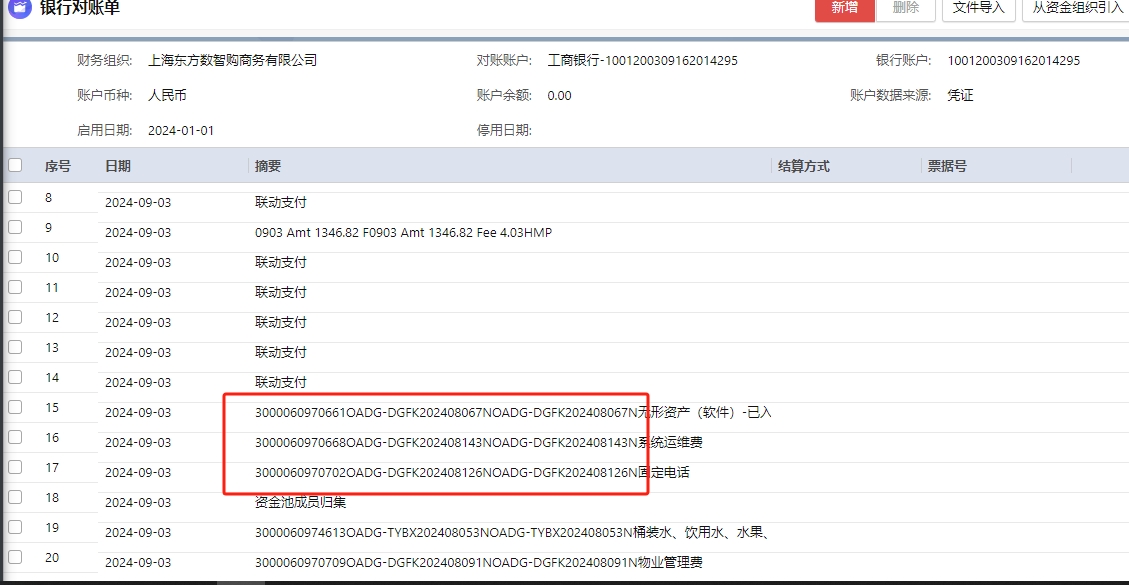 银行对账单 新增 删除 文件导入 从资金组织引入
财务组织: 上海东方数智购商务有限公司 对账账户: 工商银行-1001200309162014295 银行账户: 1001200309162014295
账户币种: 人民币 账户余额: 0.00 账户数据来源: 凭证
启用日期: 2024-01-01 停用日期:
序号 日期 摘要 结算方式 票据号
8 2024-09-03 联动支付
9 2024-09-03 0903 Amt 1346.82 F0903 Amt 1346.82 Fee 4.03HMP
10 2024-09-03 联动支付
11 2024-09-03 联动支付
12 2024-09-03 联动支付
13 2024-09-03 联动支付
14 2024-09-03 联动支付
15 2024-09-03 3000060970661OADG-DGFK202408067NOADG-DGFK202408067N无形资产（软件）-已入
16 2024-09-03 3000060970668OADG-DGFK202408143NOADG-DGFK202408143N系统运维费
17 2024-09-03 3000060970702OADG-DGFK202408126NOADG-DGFK202408126N固定电话
18 2024-09-03 资金池成员归集
19 2024-09-03 3000060974613OADG-TYBX202408053NOADG-TYBX202408053N桶装水、饮用水、水果、
20 2024-09-03 3000060970709OADG-DGFK202408091NOADG-DGFK202408091N物业管理费